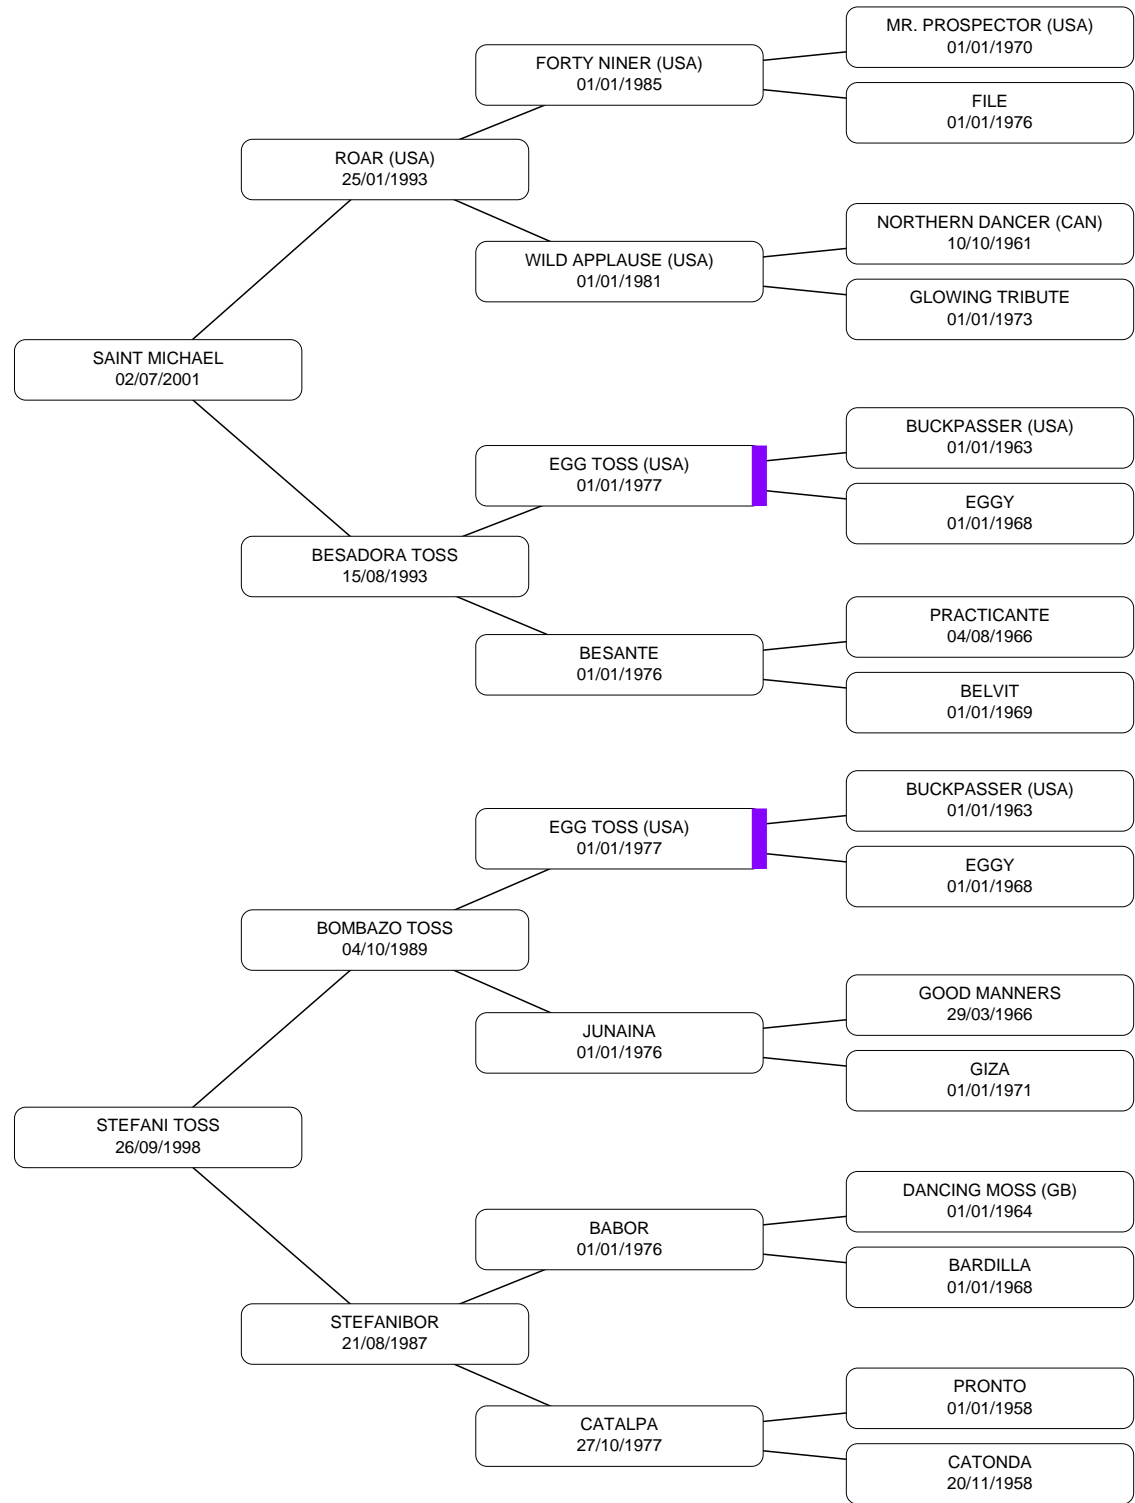 MR. PROSPECTOR (USA)
01/01/1970
FORTY NINER (USA)
01/01/1985
FILE
01/01/1976
ROAR (USA)
25/01/1993
NORTHERN DANCER (CAN)
10/10/1961
WILD APPLAUSE (USA)
01/01/1981
GLOWING TRIBUTE
01/01/1973
SAINT MICHAEL
02/07/2001
BUCKPASSER (USA)
01/01/1963
EGG TOSS (USA)
01/01/1977
EGGY
01/01/1968
BESADORA TOSS
15/08/1993
PRACTICANTE
04/08/1966
BESANTE
01/01/1976
BELVIT
01/01/1969
BUCKPASSER (USA)
01/01/1963
EGG TOSS (USA)
01/01/1977
EGGY
01/01/1968
BOMBAZO TOSS
04/10/1989
GOOD MANNERS
29/03/1966
JUNAINA
01/01/1976
GIZA
01/01/1971
STEFANI TOSS
26/09/1998
DANCING MOSS (GB)
01/01/1964
BABOR
01/01/1976
BARDILLA
01/01/1968
STEFANIBOR
21/08/1987
PRONTO
01/01/1958
CATALPA
27/10/1977
CATONDA
20/11/1958